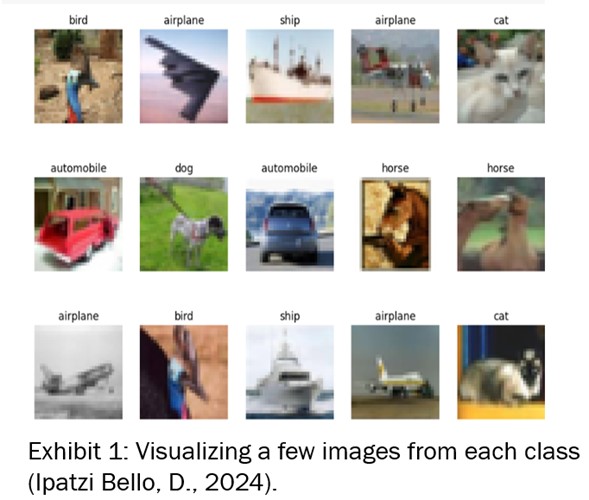 bird airplane ship airplane cat
automobile dog automobile horse horse
airplane bird ship airplane cat
Exhibit 1: Visualizing a few images from each class
(Ipatzi Bello, D., 2024).